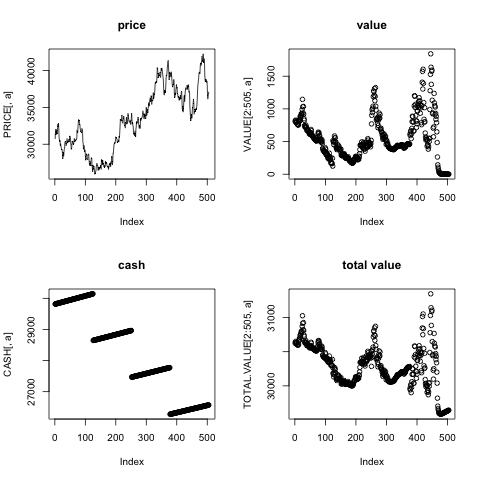 price
PRICE[, a]
30000 35000 40000
0 100 200 300 400 500
Index
value
VALUE[2:505, a]
0 500 1000 1500
0 100 200 300 400 500
Index
cash
CASH[, a]
27000 29000
0 100 200 300 400 500
Index
total value
TOTAL.VALUE[2:505, a]
30000 31000
0 100 200 300 400 500
Index